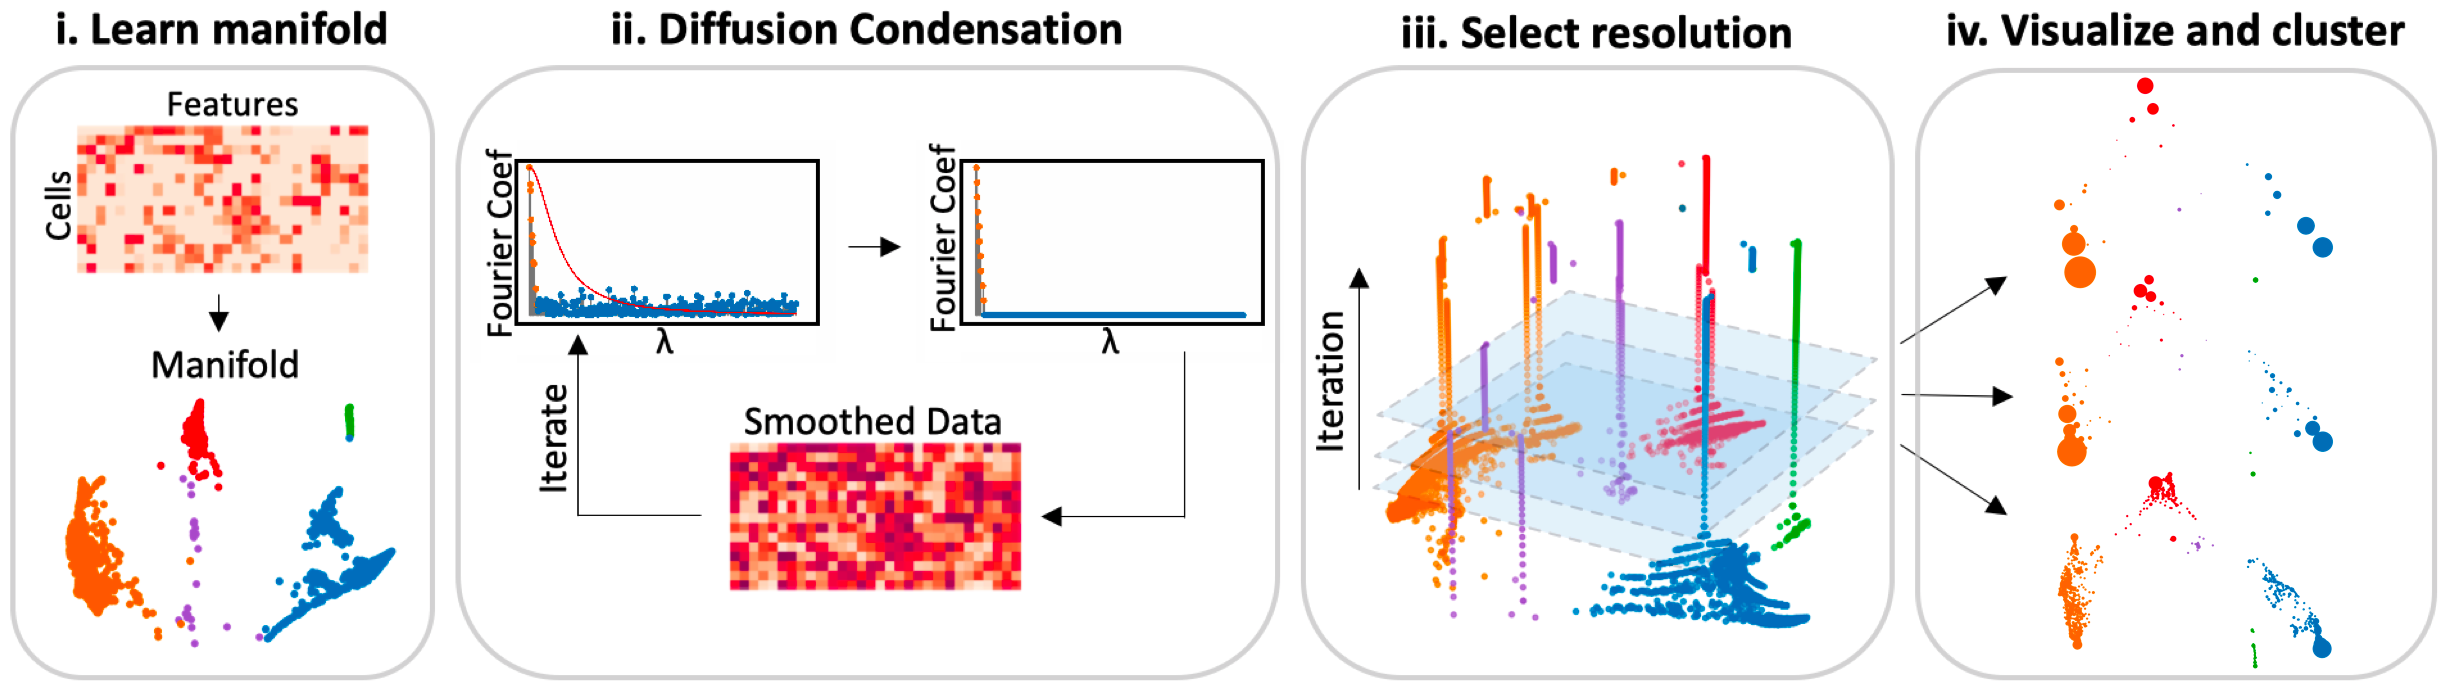 i. Learn manifold
Features
Cells
Manifold
ii. Diffusion Condensation
Fourier Coef
λ
Fourier Coef
λ
Iterate
Smoothed Data
iii. Select resolution
Iteration
iv. Visualize and cluster